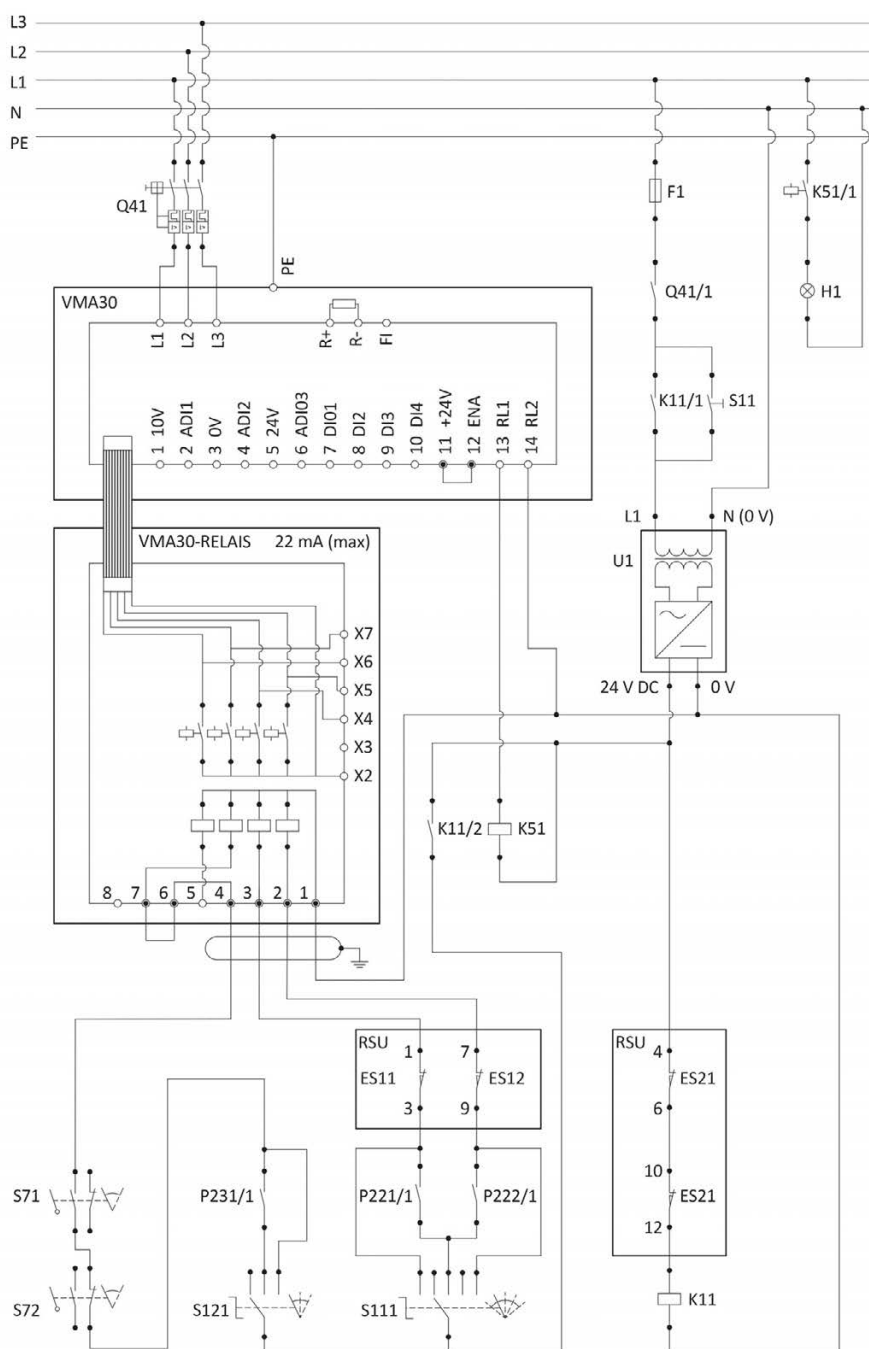 L3
L2
L1
N
PE
Q41
F1
K51/1
PE
VMA30
Q41/1
H1
L1
L2
L3
R+
R-
FI
K11/1
S11
1 10V
2 ADI1
3 0V
4 ADI2
5 24V
6 ADI03
7 DI01
8 DI2
9 DI3
10 DI4
11 +24V
12 ENA
13 RL1
14 RL2
L1
N (0 V)
VMA30-RELAIS 22 mA (max)
U1
X7
X6
X5
X4
X3
X2
24 V DC
0 V
K11/2
K51
8 7 6 5 4 3 2 1
RSU
1
7
ES11
ES12
3
9
RSU
4
ES21
6
10
ES21
12
S71
P231/1
P221/1
P222/1
S72
S121
S111
K11